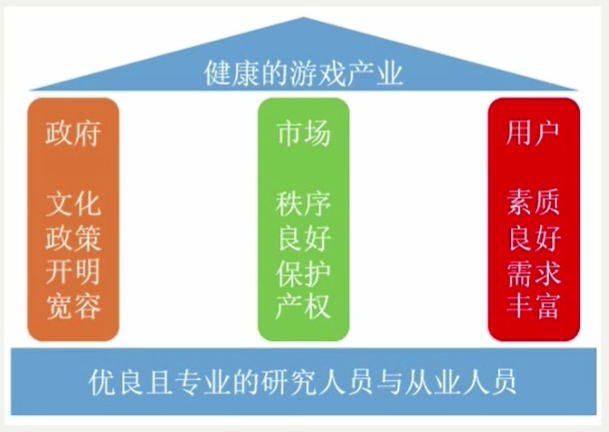 健康的游戏产业
政府
文化
政策
开明
宽容
市场
秩序
良好
保护
产权
用户
素质
良好
需求
丰富
优良且专业的研究人员与从业人员